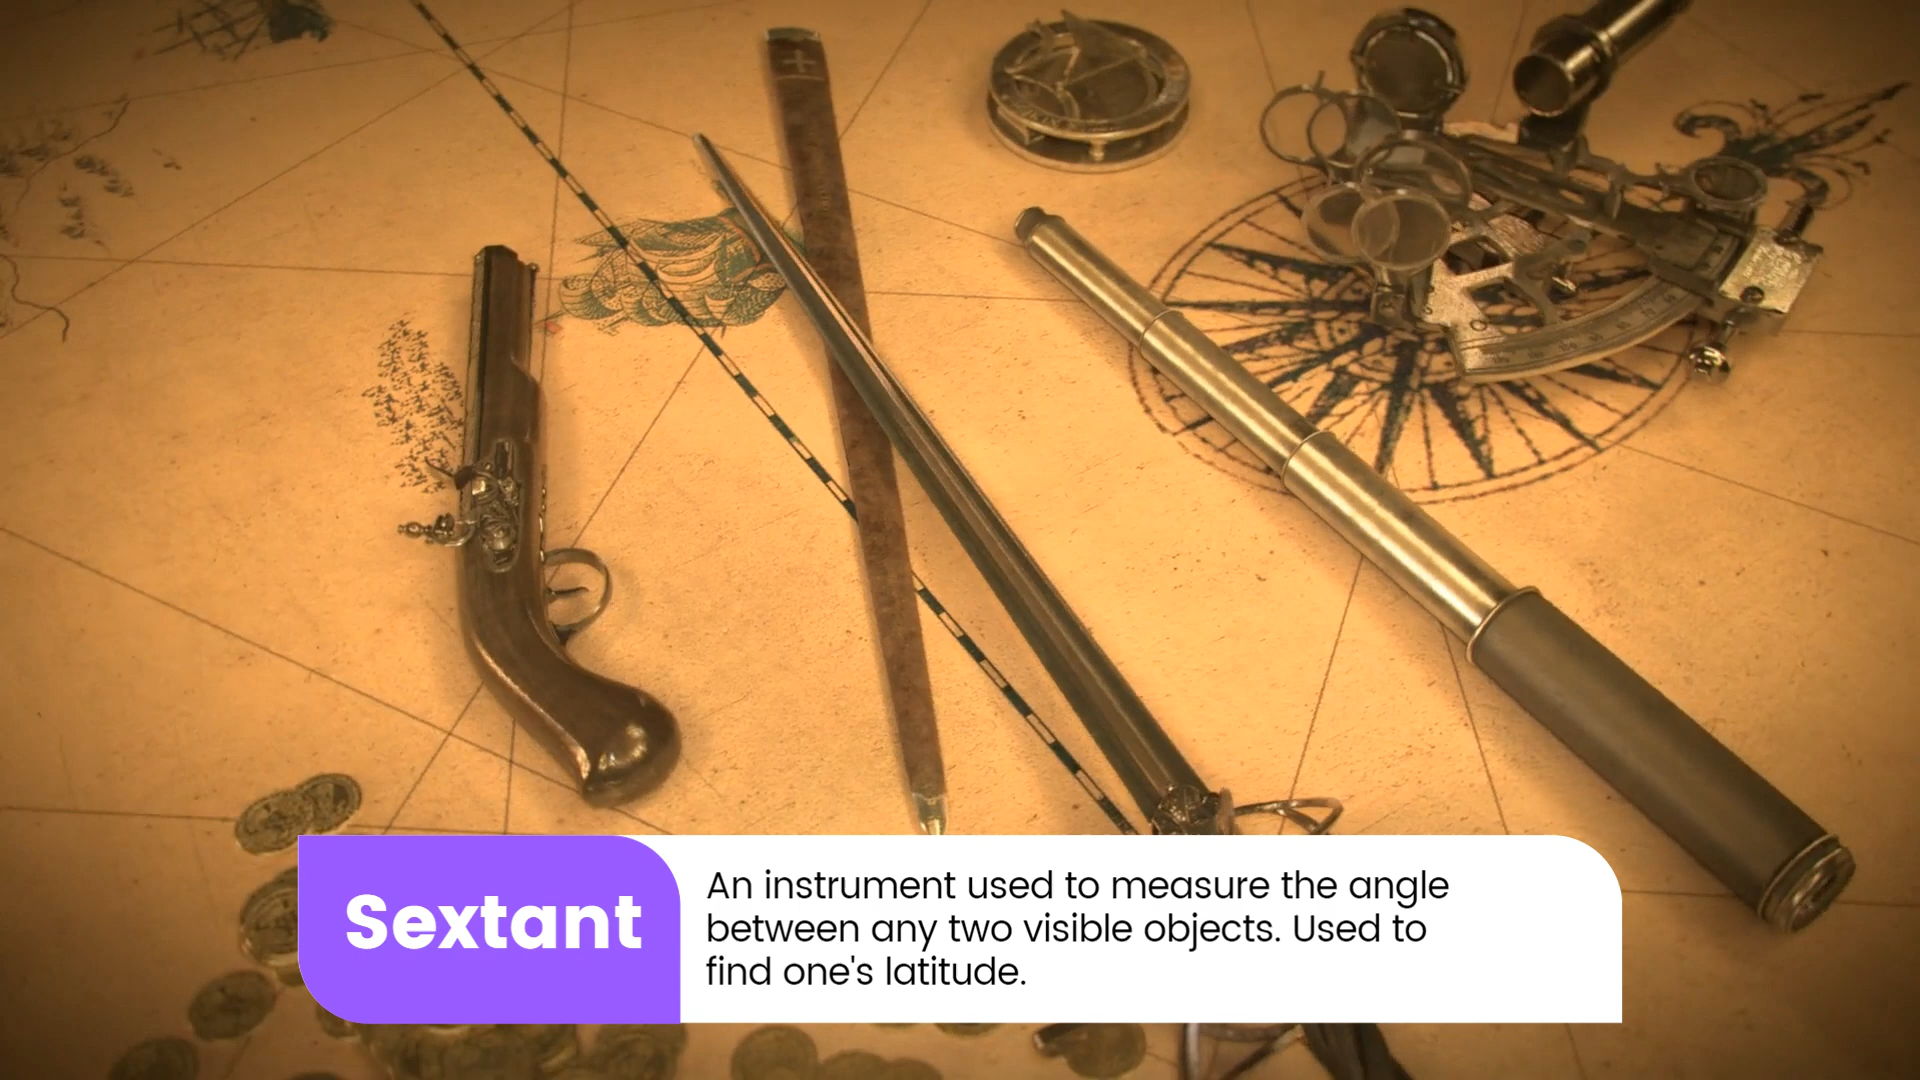 Sextant
An instrument used to measure the angle
between any two visible objects. Used to
find one's latitude.